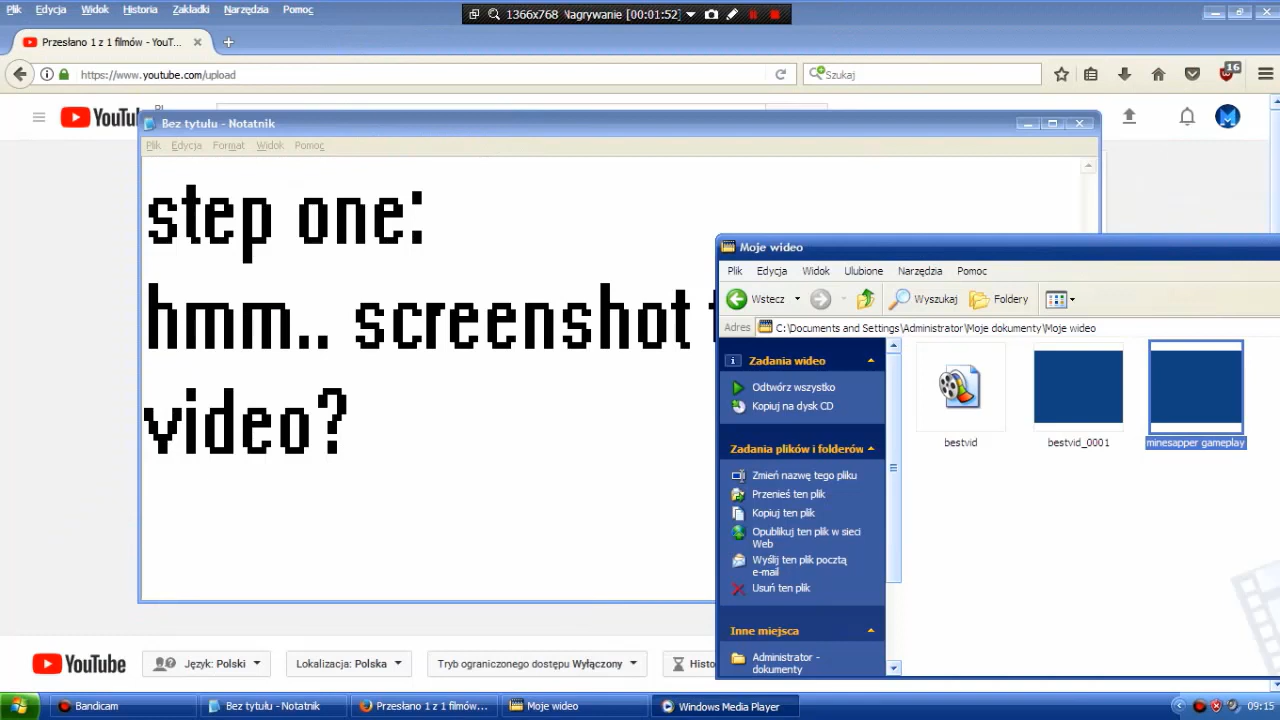 Plik Edycja Widok Historia Zakładki Narzędzia Pomoc
1366x768 Nagrywanie [00:01:52]
Przesłano 1 z 1 filmów - YouT...
https://www.youtube.com/upload
Szukaj
16
YouTu
PL
Bez tytułu - Notatnik
Plik Edycja Format Widok Pomoc
step one:
hmm.. screenshot
video?
Moje wideo
Plik Edycja Widok Ulubione Narzędzia Pomoc
Wstecz Wyszukaj Foldery
Adres C:\Documents and Settings\Administrator\Moje dokumenty\Moje wideo
Zadania wideo
Odtwórz wszystko
Kopiuj na dysk CD
bestvid bestvid_0001 minesapper gameplay
Zadania plików i folderów
Zmień nazwę tego pliku
Przenieś ten plik
Kopiuj ten plik
Opublikuj ten plik w sieci
Web
Wyślij ten plik pocztą
e-mail
Usuń ten plik
Inne miejsca
Administrator -
dokumenty
YouTube Język: Polski Lokalizacja: Polska Tryb ograniczonego dostępu Wyłączony Histo
Bandicam Bez tytułu - Notatnik Przesłano 1 z 1 filmów... Moje wideo Windows Media Player 09:15